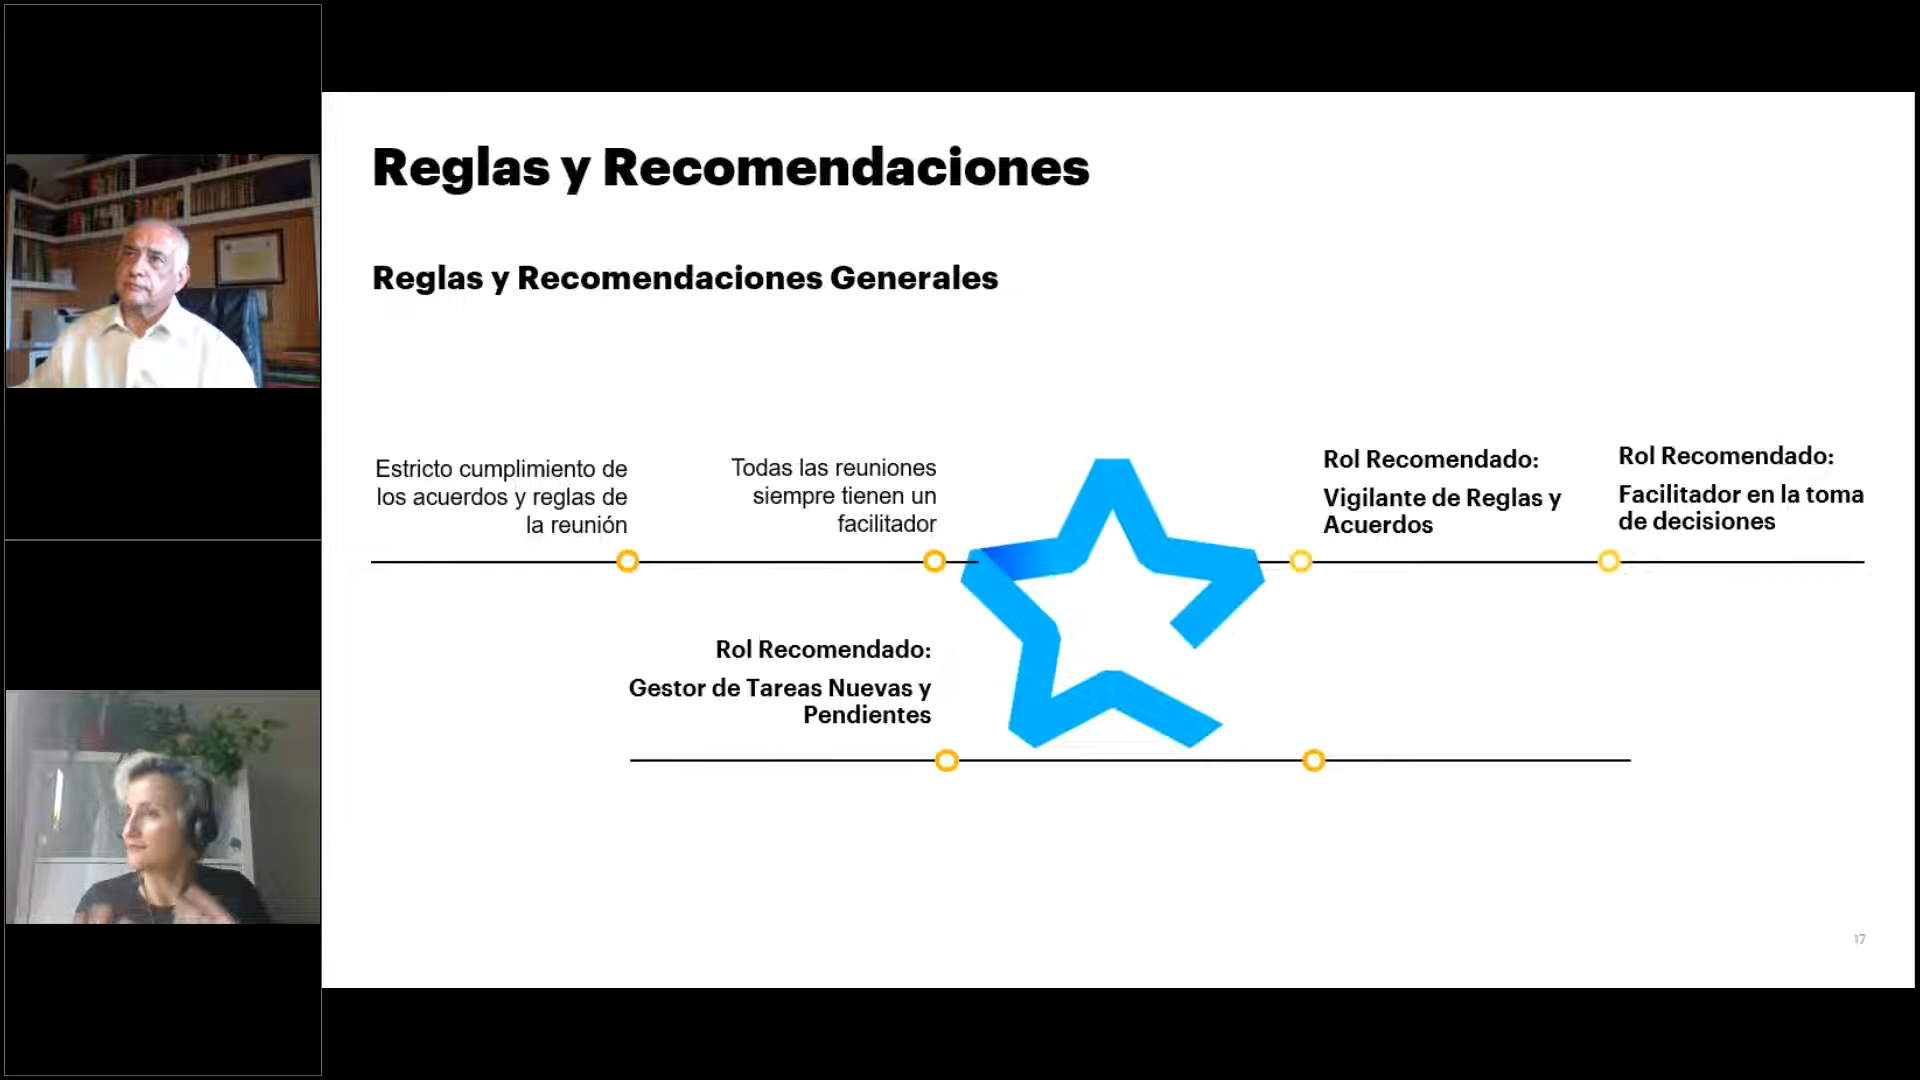 Reglas y Recomendaciones
Reglas y Recomendaciones Generales
Estricto cumplimiento de
los acuerdos y reglas de
la reunión
Todas las reuniones
siempre tienen un
facilitador
Rol Recomendado:
Vigilante de Reglas y
Acuerdos
Rol Recomendado:
Facilitador en la toma
de decisiones
Rol Recomendado:
Gestor de Tareas Nuevas y
Pendientes
17